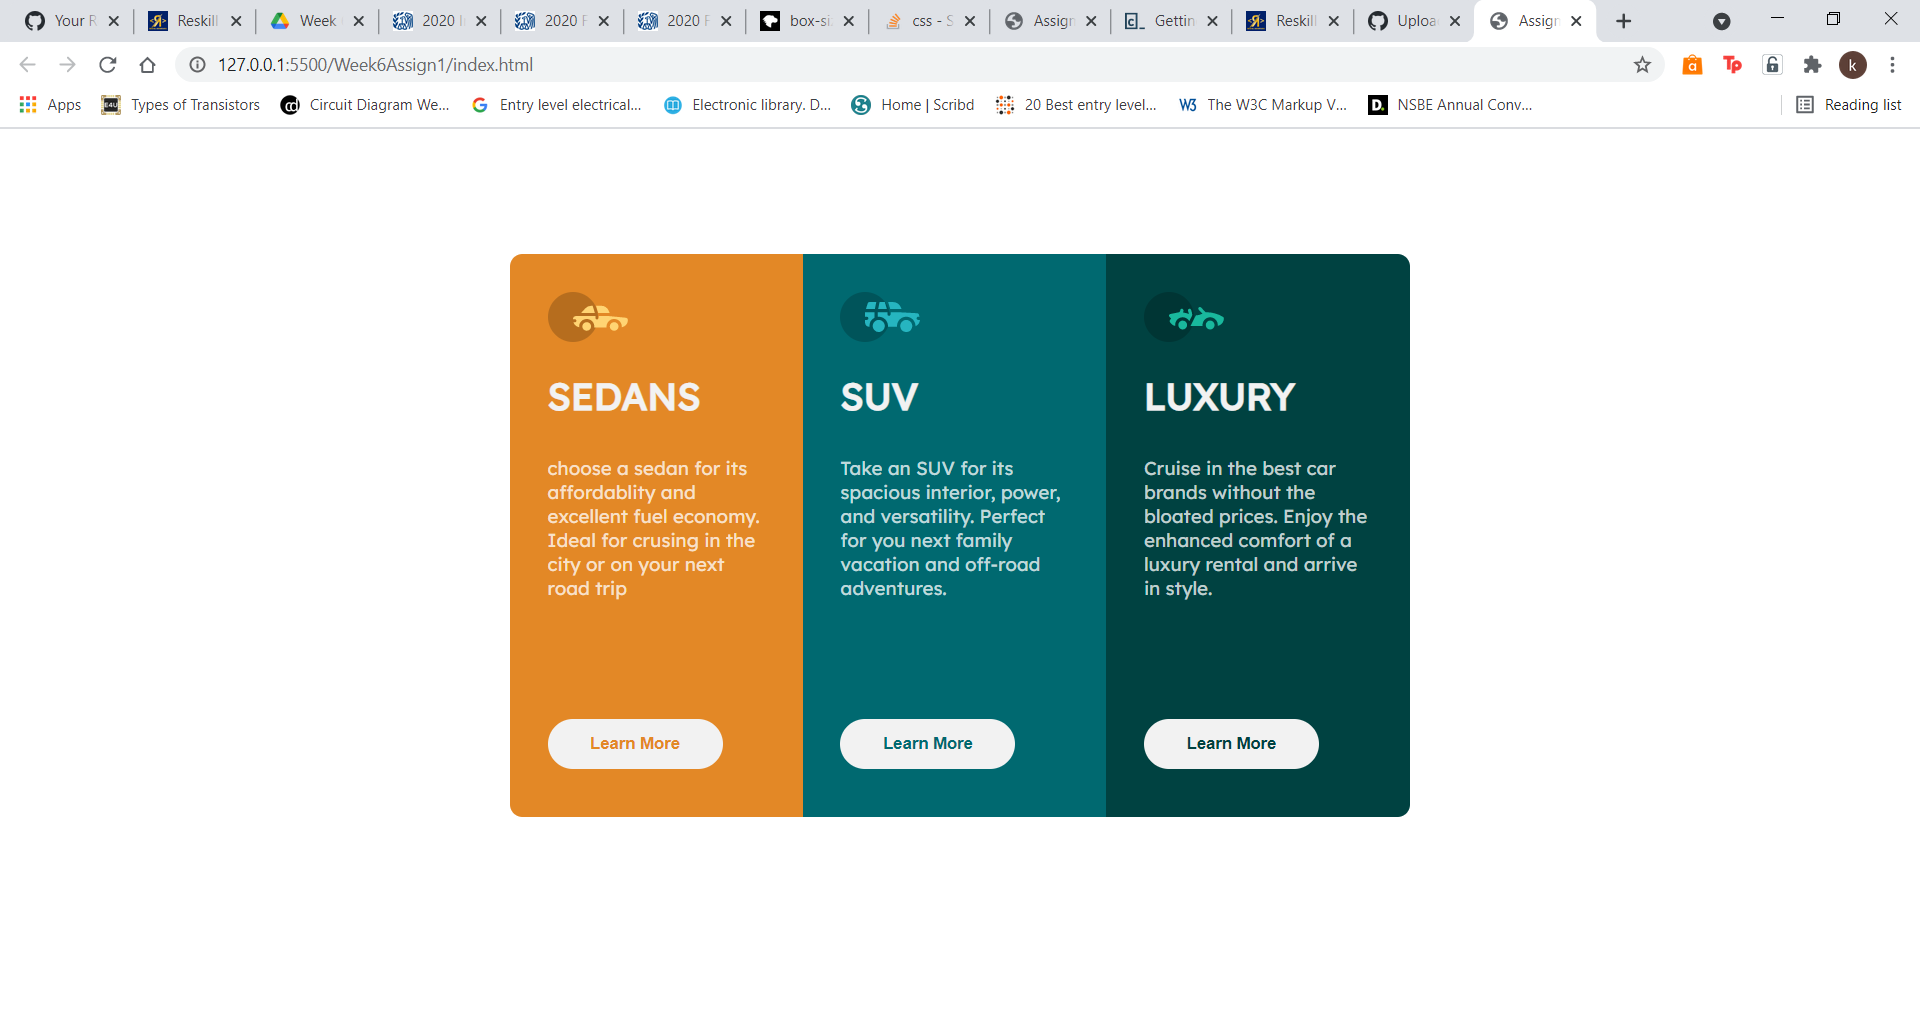 Your R Reskill Week 2020 I 2020 F 2020 F box-si css - S Assign Gettin Reskill Uploa Assign
127.0.0.1:5500/Week6Assign1/index.html k
Apps Types of Transistors Circuit Diagram We... Entry level electrical... Electronic library. D... Home | Scribd 20 Best entry level... The W3C Markup V... NSBE Annual Conv... Reading list
SEDANS
choose a sedan for its
affordablity and
excellent fuel economy.
Ideal for crusing in the
city or on your next
road trip
Learn More
SUV
Take an SUV for its
spacious interior, power,
and versatility. Perfect
for you next family
vacation and off-road
adventures.
Learn More
LUXURY
Cruise in the best car
brands without the
bloated prices. Enjoy the
enhanced comfort of a
luxury rental and arrive
in style.
Learn More